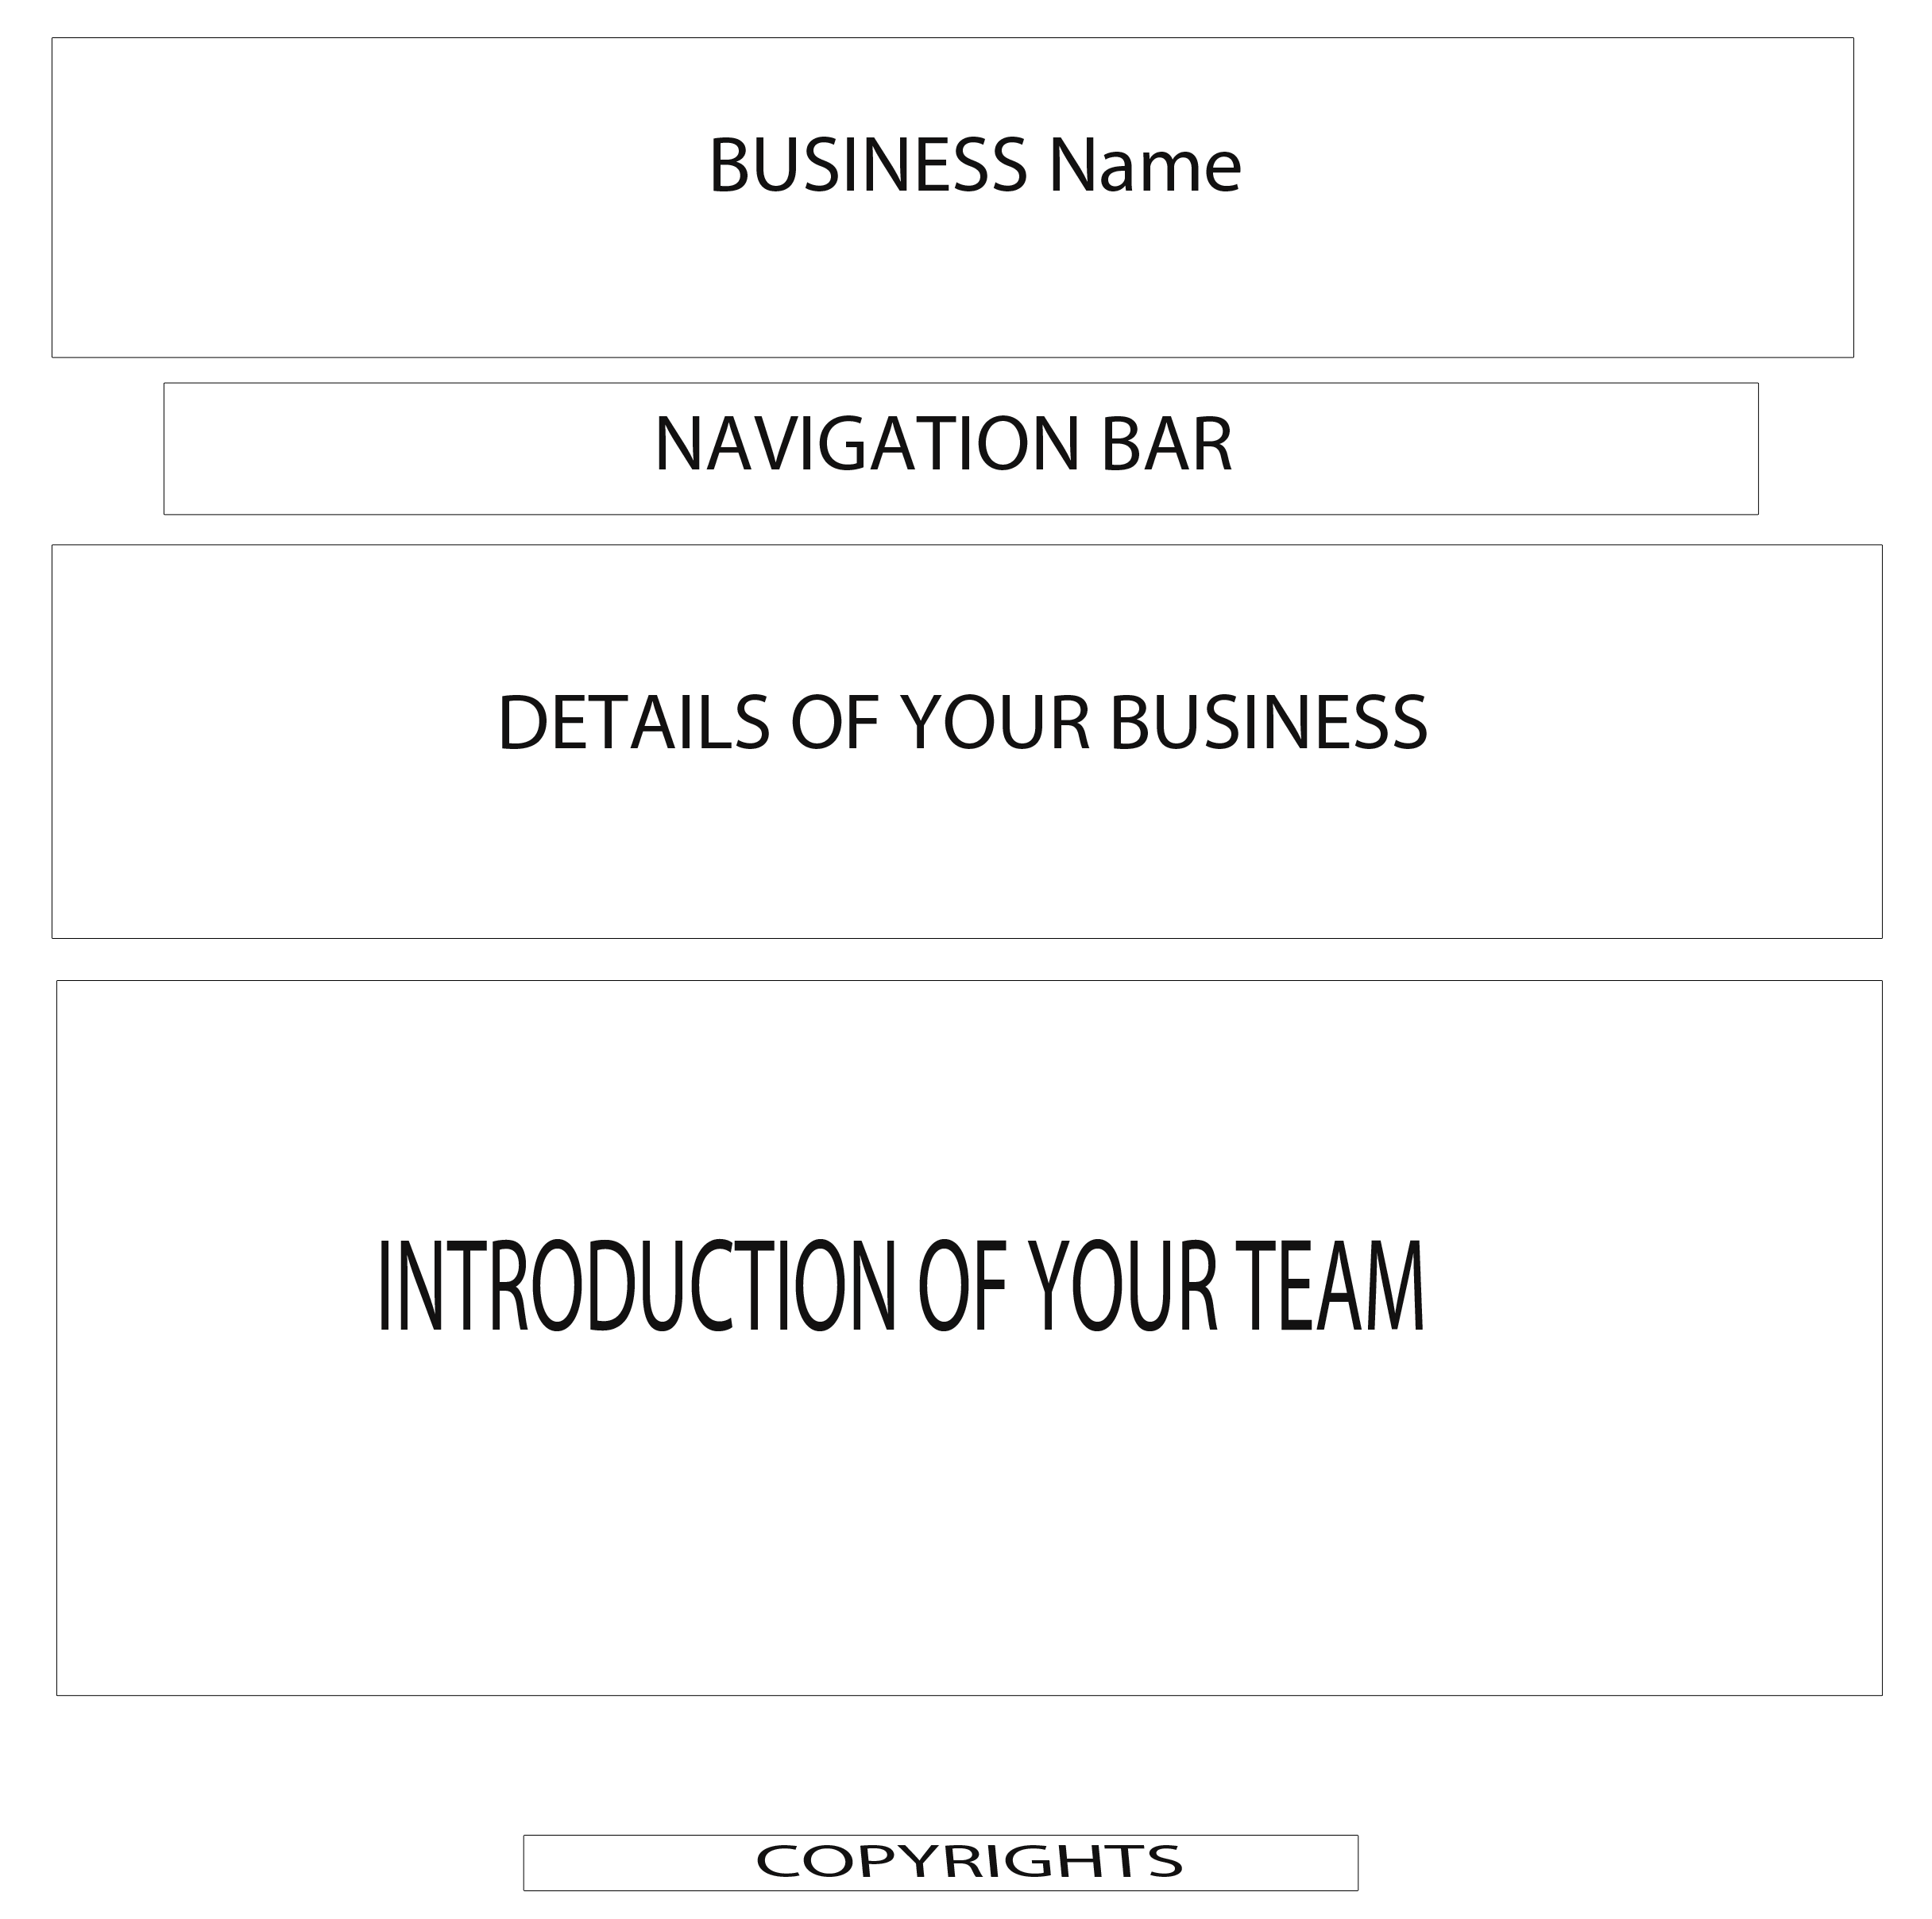 BUSINESS Name
NAVIGATION BAR
DETAILS OF YOUR BUSINESS
INTRODUCTION OF YOUR TEAM
COPYRIGHTS